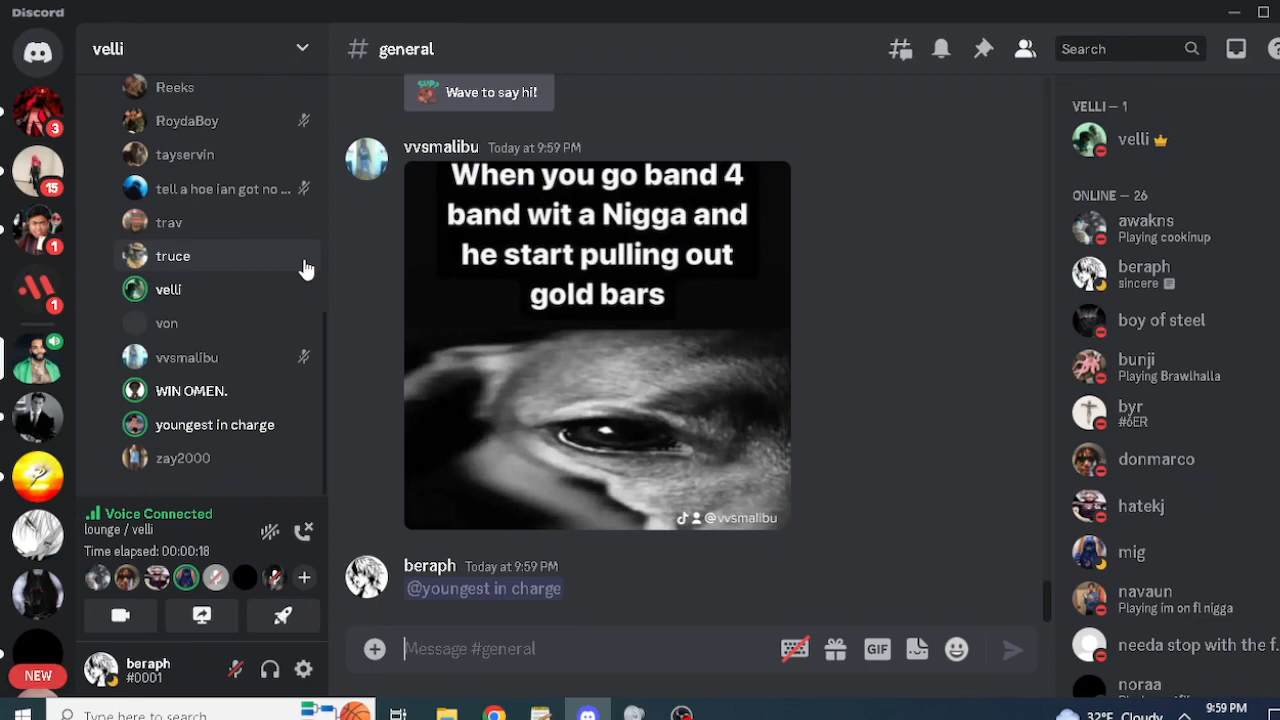 Discord
velli
general
Search
Reeks
RoydaBoy
tayservin
tell a hoe ian got no ...
trav
truce
velli
von
vvsmalibu
WIN OMEN.
youngest in charge
zay2000
Voice Connected
lounge / velli
Time elapsed: 00:00:18
beraph
#0001
3
15
1
1
NEW
Wave to say hi!
vvsmalibu Today at 9:59 PM
When you go band 4
band wit a Nigga and
he start pulling out
gold bars
@vvsmalibu
beraph Today at 9:59 PM
@youngest in charge
Message #general
GIF
VELLI — 1
velli
ONLINE — 26
awakns
Playing cookinup
beraph
sincere
boy of steel
bunji
Playing Brawlhalla
byr
#6ER
donmarco
hatekj
mig
navaun
Playing im on fl nigga
needa stop with the f
noraa
Type here to search
32°F Cloudy
9:59 PM